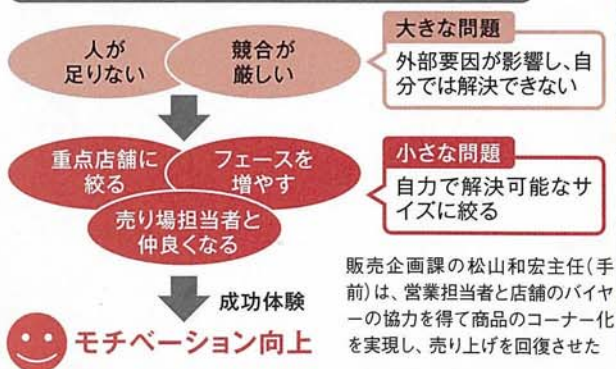 人が
足りない
競合が
厳しい
大きな問題
外部要因が影響し、自
分では解決できない
重点店舗に
絞る
フェースを
増やす
売り場担当者と
仲良くなる
小さな問題
自力で解決可能なサ
イズに絞る
成功体験
モチベーション向上
販売企画課の松山和宏主任(手
前)は、営業担当者と店舗のバイヤ
ーの協力を得て商品のコーナー化
を実現し、売り上げを回復させた